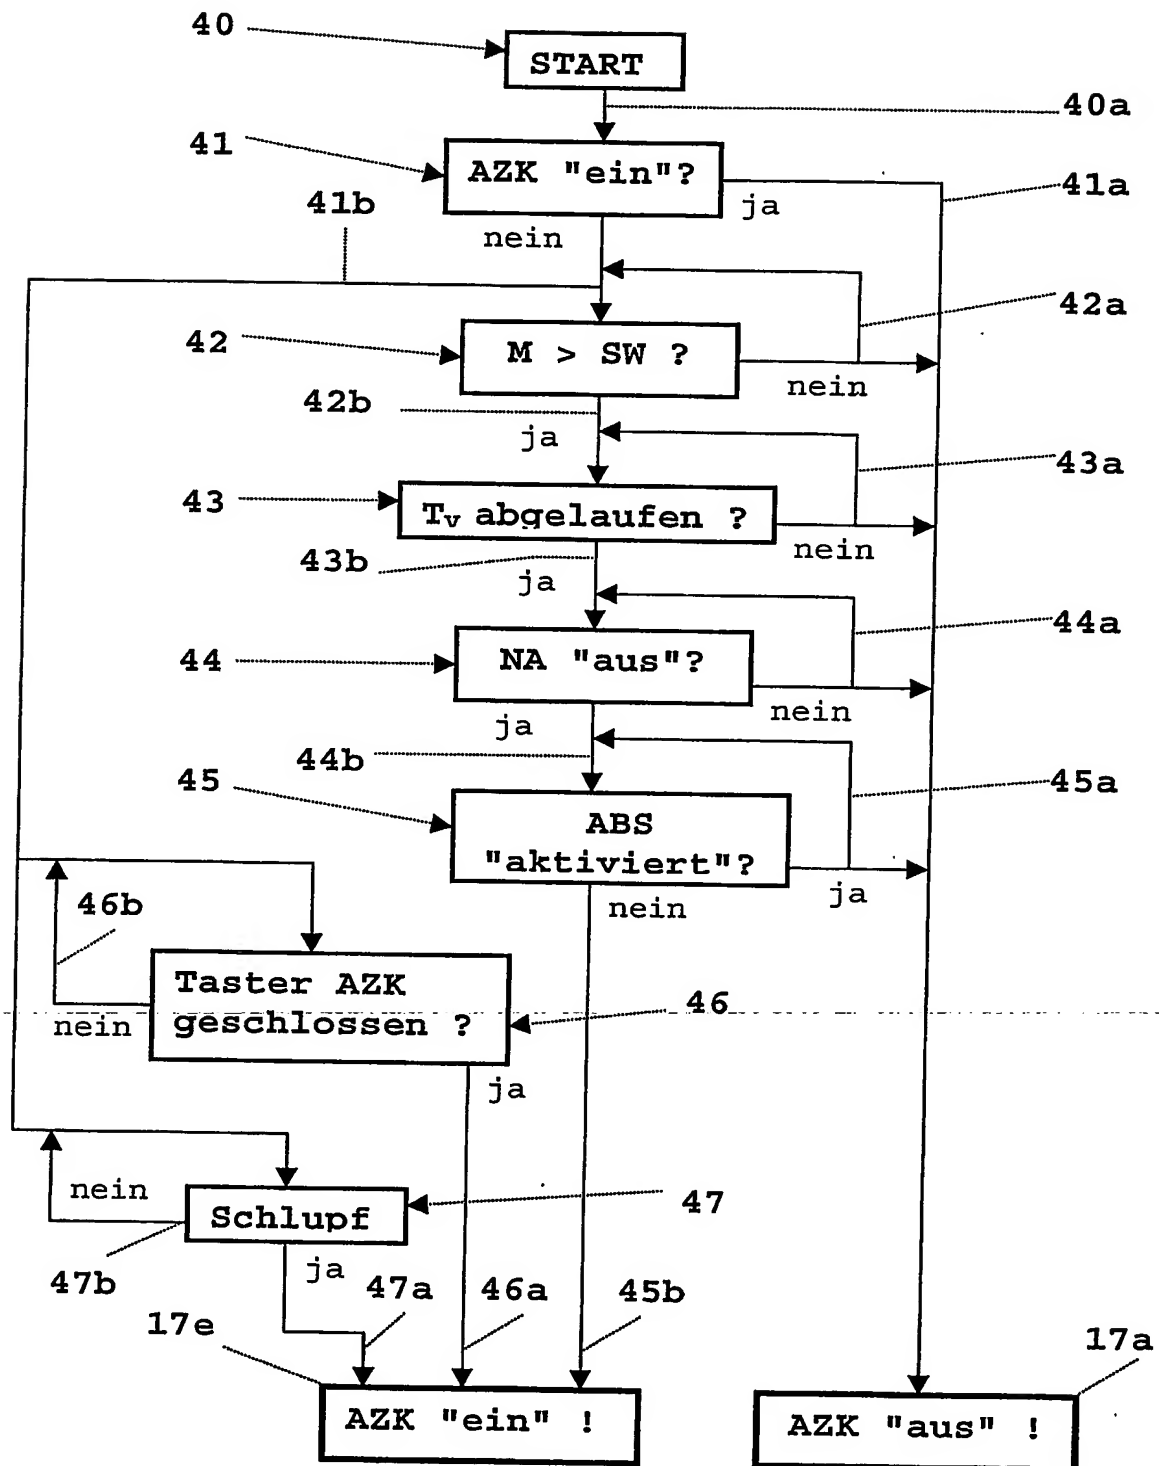 40
START
40a
41
AZK "ein"?
41a
ja
41b
nein
42a
42
M > SW ?
nein
42b
ja
43a
43
Tv abgelaufen ?
nein
43b
ja
44a
44
NA "aus"?
nein
ja
44b
45
45a
ABS
"aktiviert"?
ja
nein
46b
Taster AZK
geschlossen ?
46
nein
ja
nein
47
Schlupf
ja
47b
47a
46a
45b
17e
17a
AZK "ein" !
AZK "aus" !